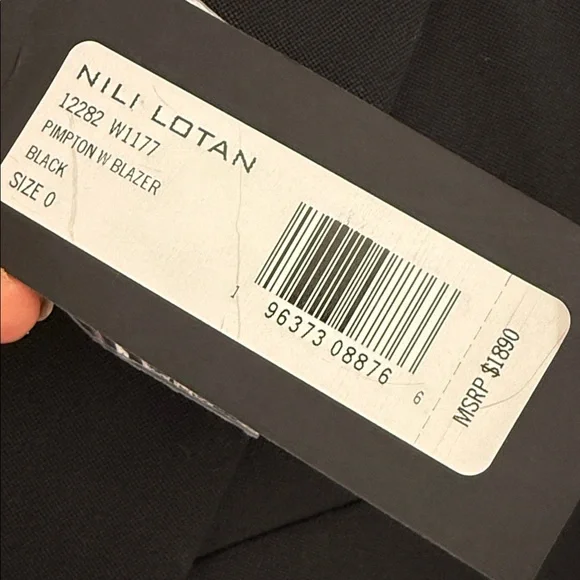 NILI LOTAN
12282 W1177
PIMPTON W BLAZER
BLACK
SIZE 0
1 96373 08876 6
MSRP $1890